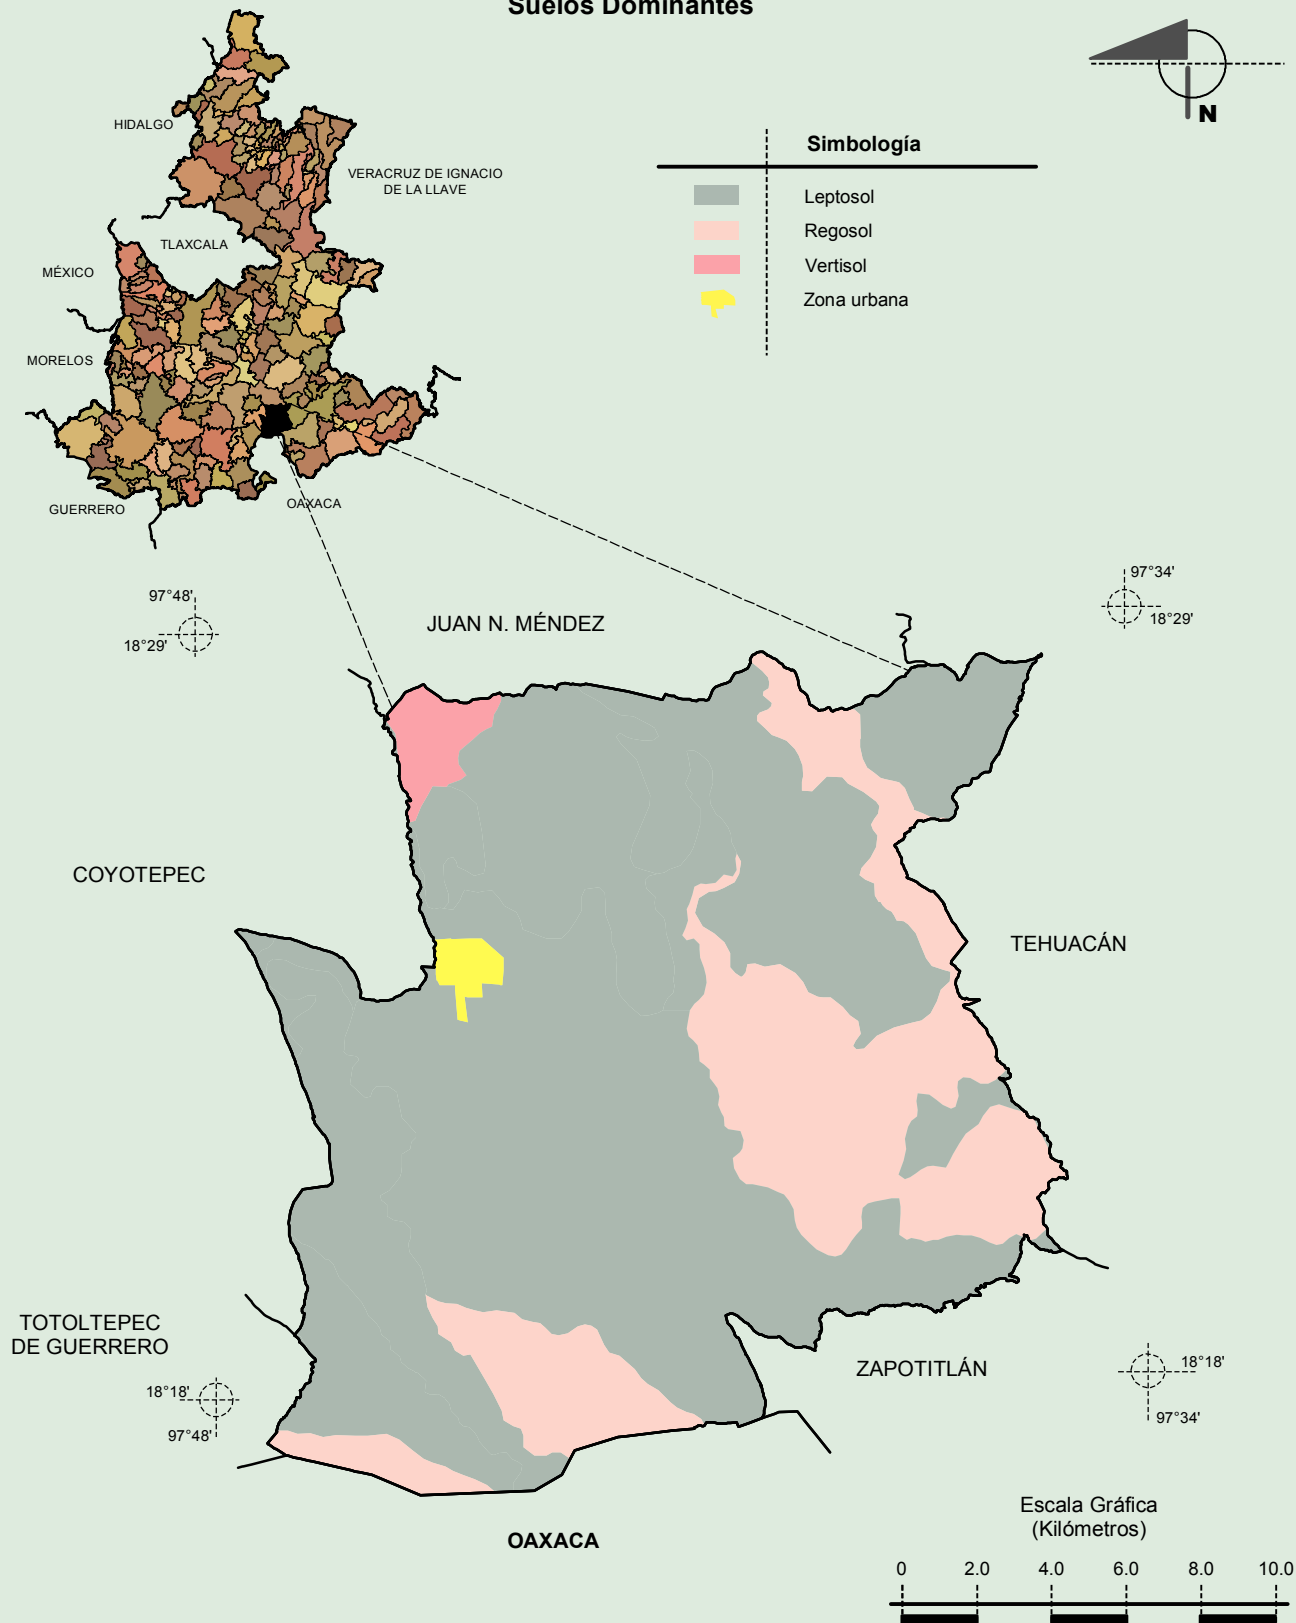 Suelos Dominantes
N
HIDALGO
VERACRUZ DE IGNACIO
DE LA LLAVE
TLAXCALA
MÉXICO
MORELOS
GUERRERO
OAXACA
Simbología
Leptosol
Regosol
Vertisol
Zona urbana
97°48'
18°29'
97°34'
18°29'
JUAN N. MÉNDEZ
COYOTEPEC
TEHUACÁN
TOTOLTEPEC
DE GUERRERO
ZAPOTITLÁN
18°18'
97°48'
18°18'
97°34'
OAXACA
Escala Gráfica
(Kilómetros)
0 2.0 4.0 6.0 8.0 10.0